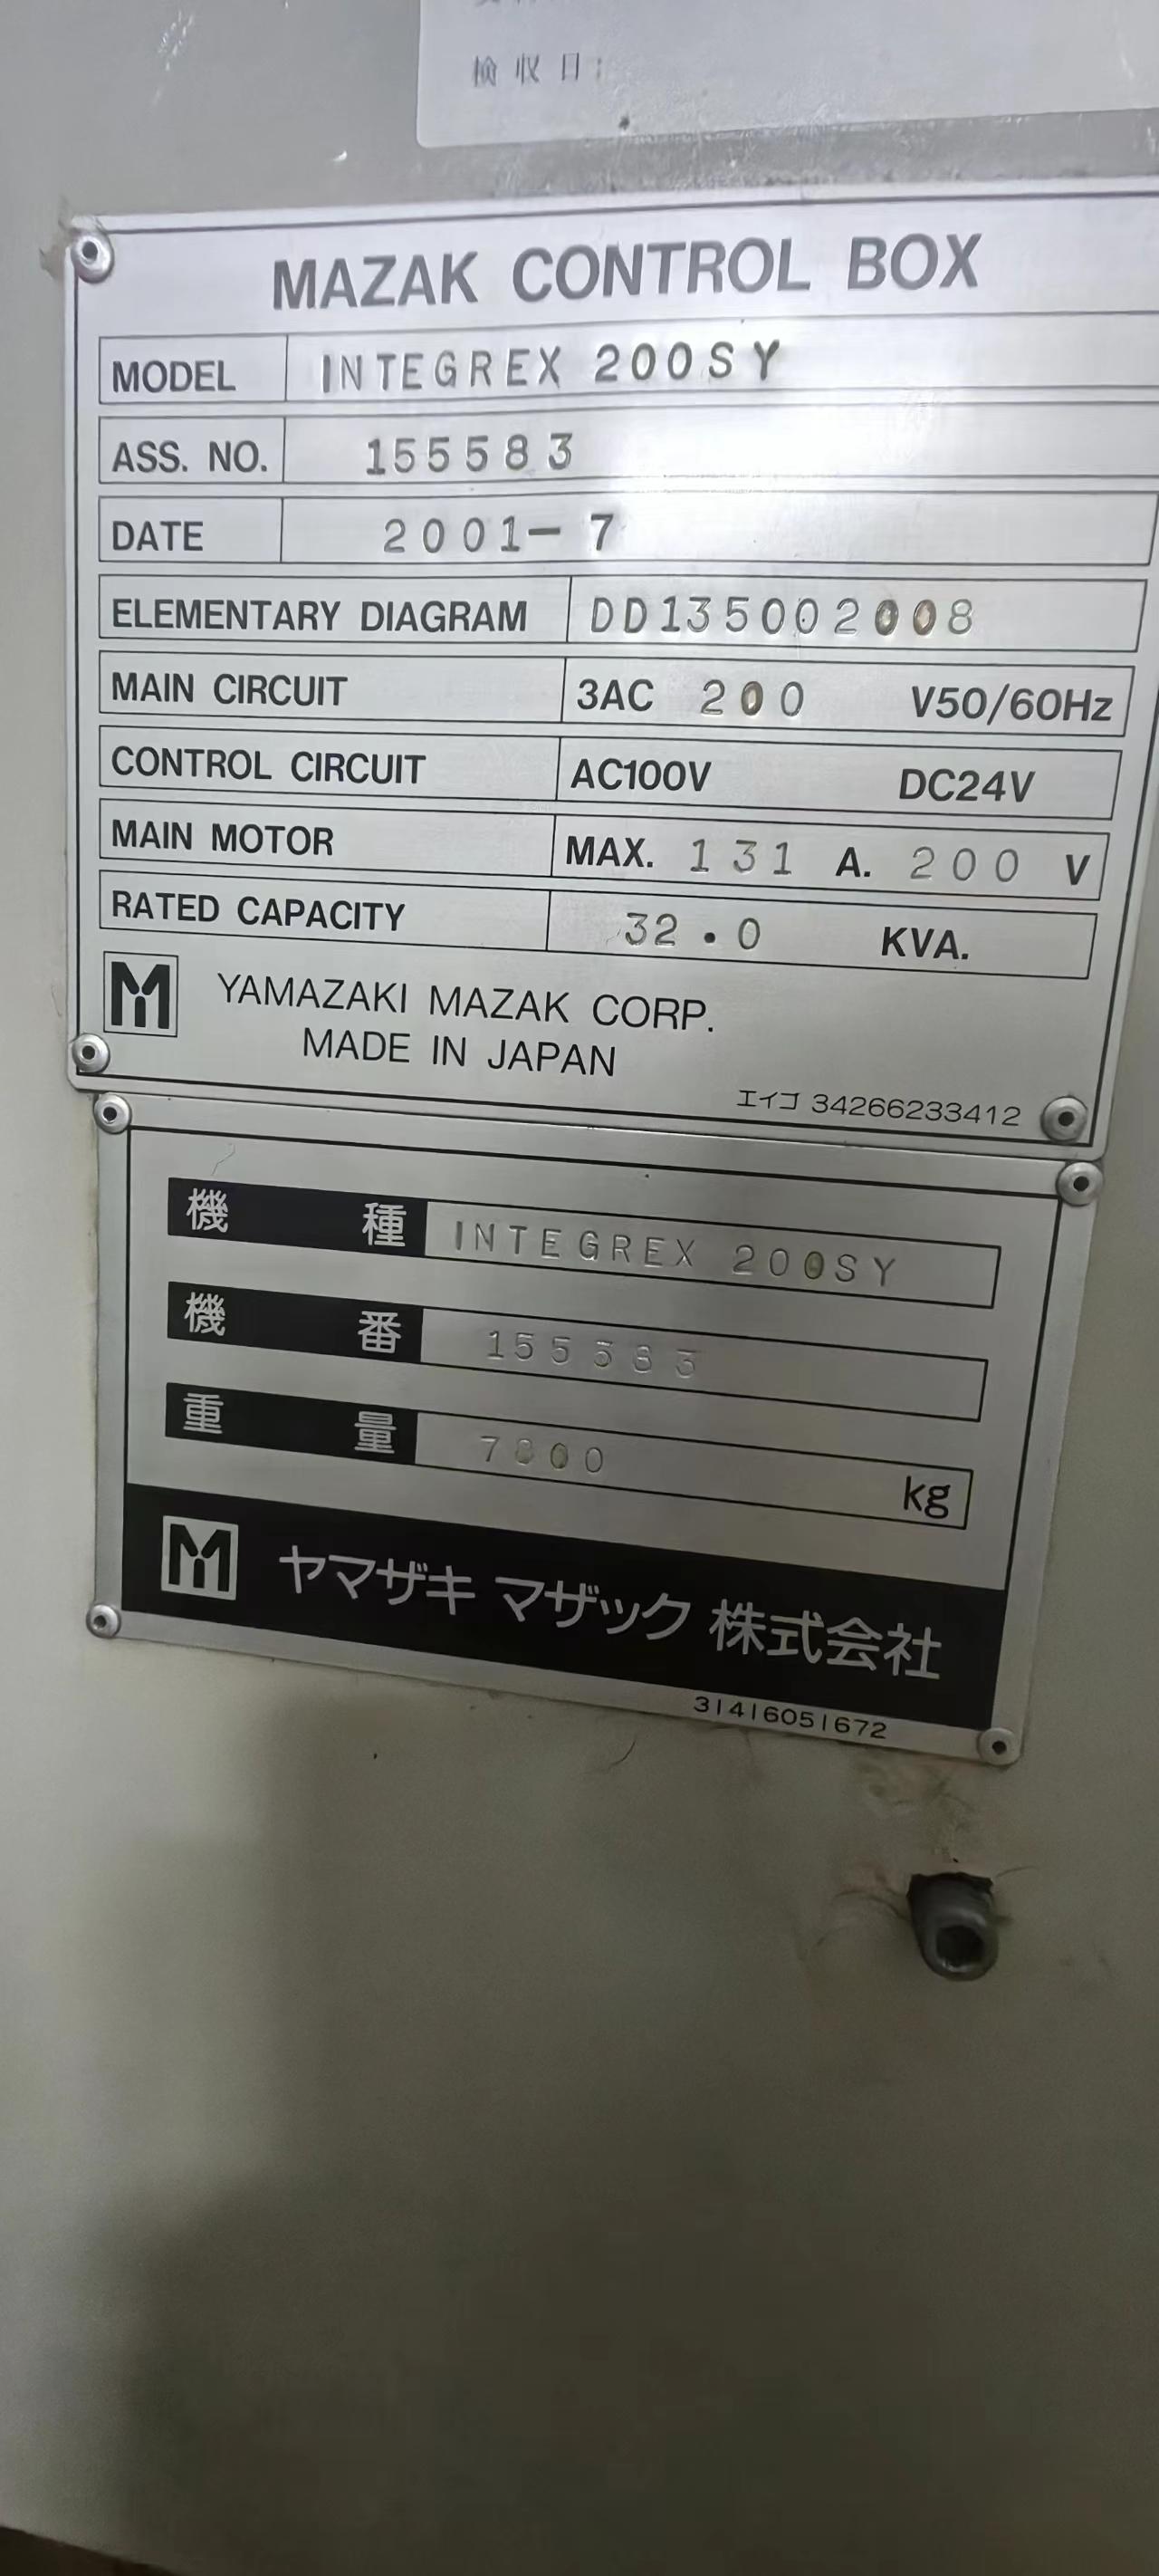 検収日:
MAZAK CONTROL BOX
MODEL INTEGREX 200SY
ASS. NO. 155583
DATE 2001-7
ELEMENTARY DIAGRAM DD135002008
MAIN CIRCUIT 3AC 200 V50/60Hz
CONTROL CIRCUIT AC100V DC24V
MAIN MOTOR MAX. 131 A. 200 V
RATED CAPACITY 32.0 KVA.
YAMAZAKI MAZAK CORP.
MADE IN JAPAN
エイコ 34266233412
機種 INTEGREX 200SY
機番 155583
重量 7800 kg
ヤマザキ マザック 株式会社
31416051672